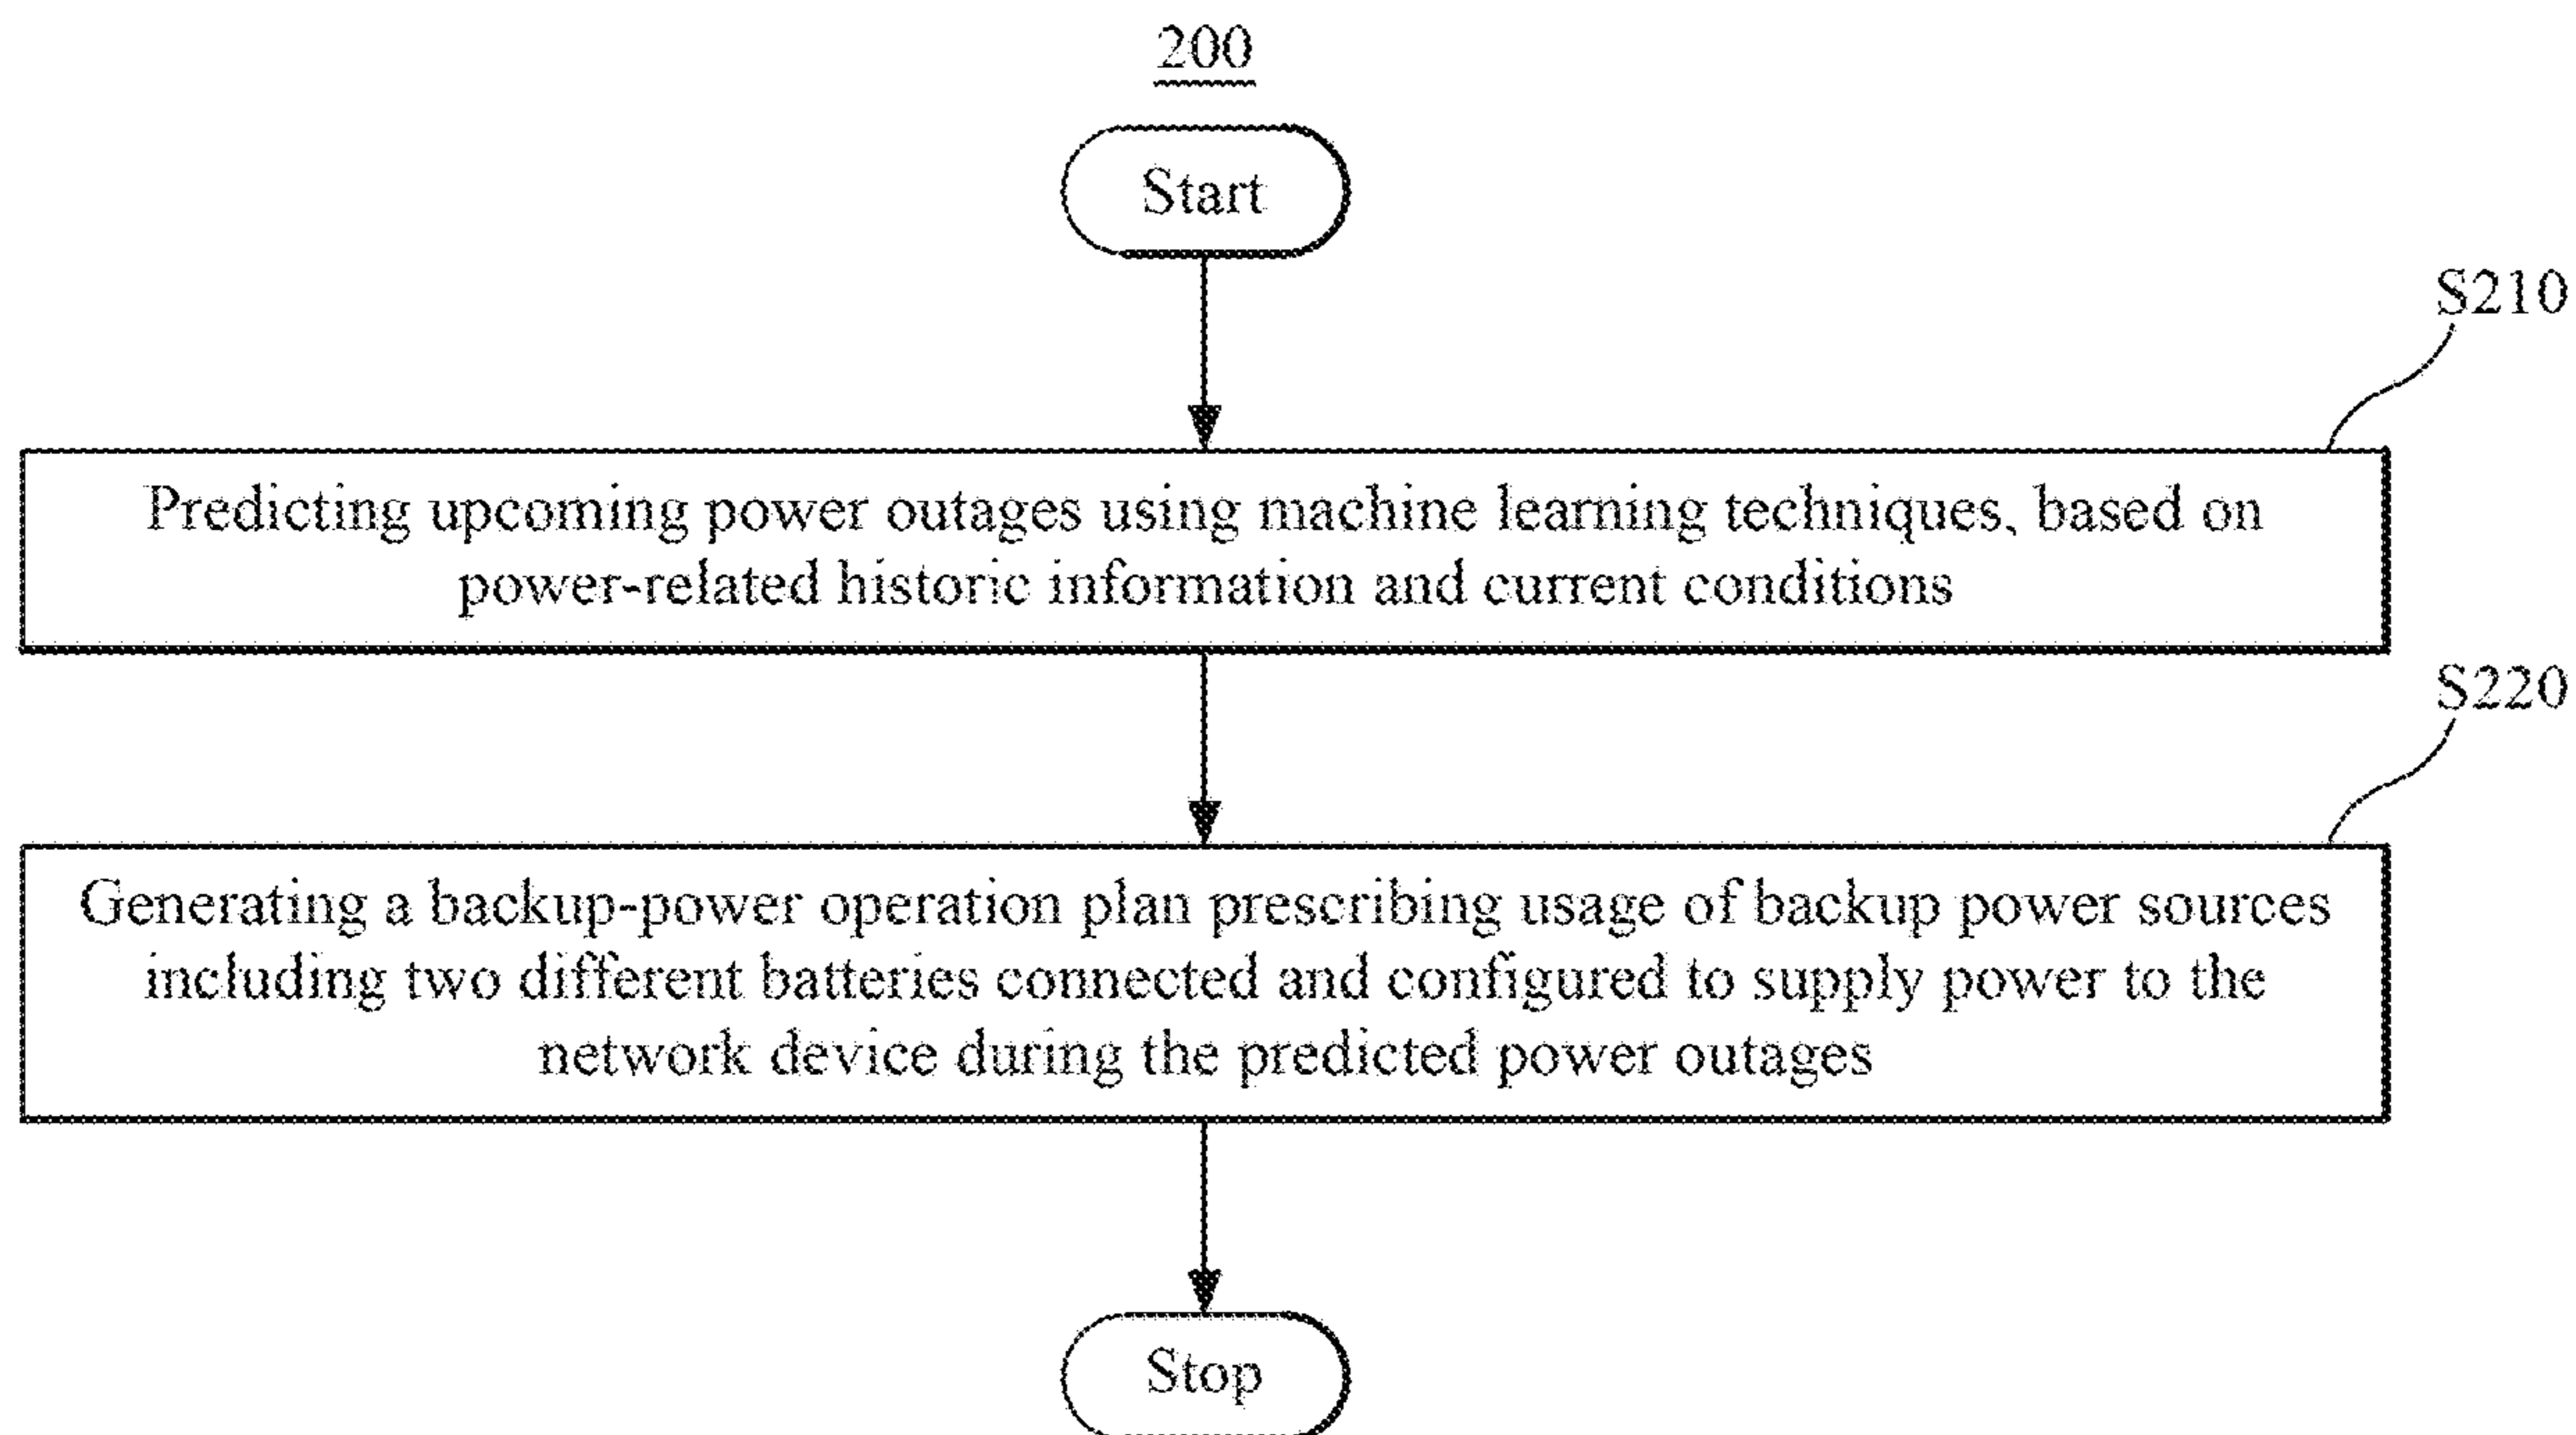 200
Start
S210
Predicting upcoming power outages using machine learning techniques, based on
power-related historic information and current conditions
S220
Generating a backup-power operation plan prescribing usage of backup power sources
including two different batteries connected and configured to supply power to the
network device during the predicted power outages
Stop